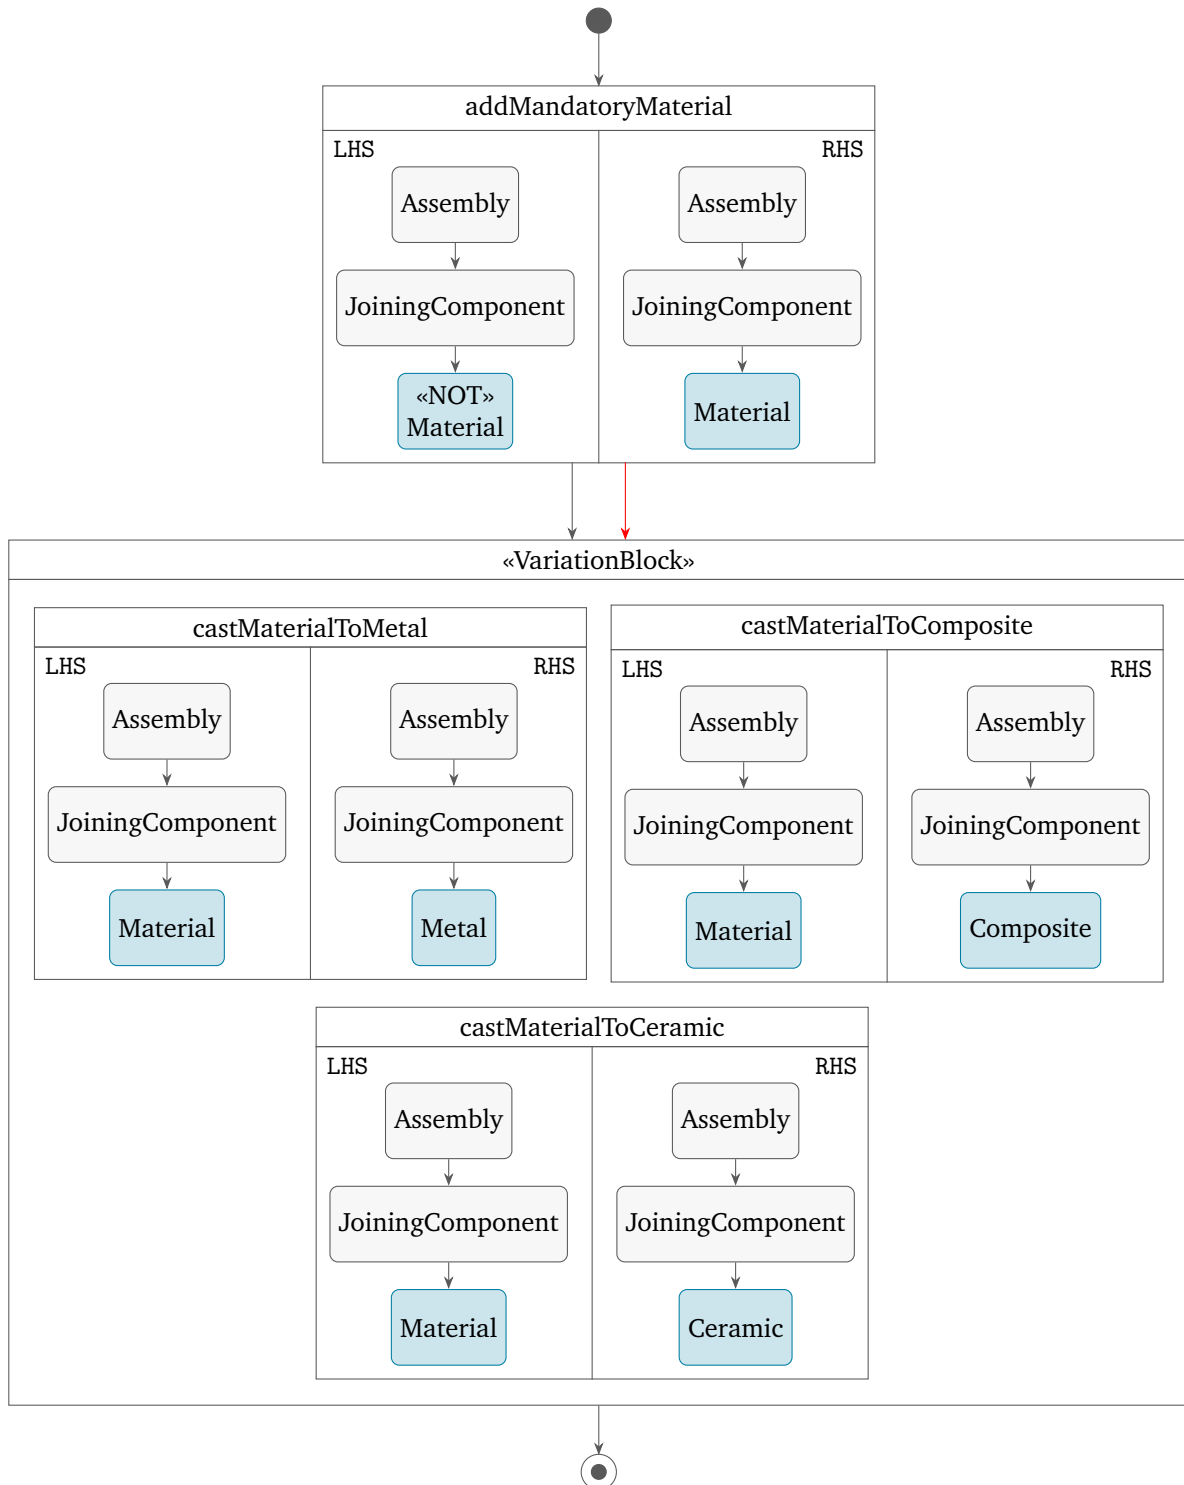 addMandatoryMaterial
LHS
RHS
Assembly
Assembly
JoiningComponent
JoiningComponent
«NOT»
Material
Material
«VariationBlock»
castMaterialToMetal
castMaterialToComposite
LHS
RHS
LHS
RHS
Assembly
Assembly
Assembly
Assembly
JoiningComponent
JoiningComponent
JoiningComponent
JoiningComponent
Material
Metal
Material
Composite
castMaterialToCeramic
LHS
RHS
Assembly
Assembly
JoiningComponent
JoiningComponent
Material
Ceramic